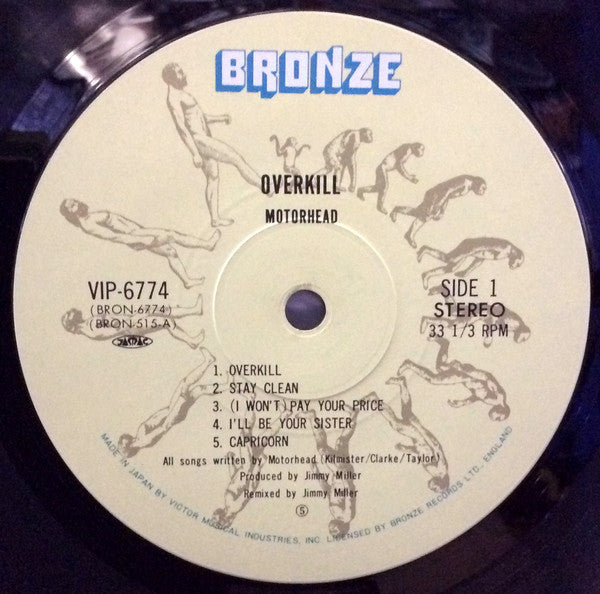 BRONZE
OVERKILL
MOTORHEAD
VIP-6774
(BRON-6774)
(BRON-515-A)
JASRAC
SIDE 1
STEREO
33 1/3 RPM
1. OVERKILL
2. STAY CLEAN
3. (I WON'T) PAY YOUR PRICE
4. I'LL BE YOUR SISTER
5. CAPRICORN
All songs written by Motorhead (Kilmister/Clarke/Taylor)
Produced by Jimmy Miller
Remixed by Jimmy Miller
S
MADE IN JAPAN BY VICTOR MUSICAL INDUSTRIES, INC. LICENSED BY BRONZE RECORDS LTD., ENGLAND